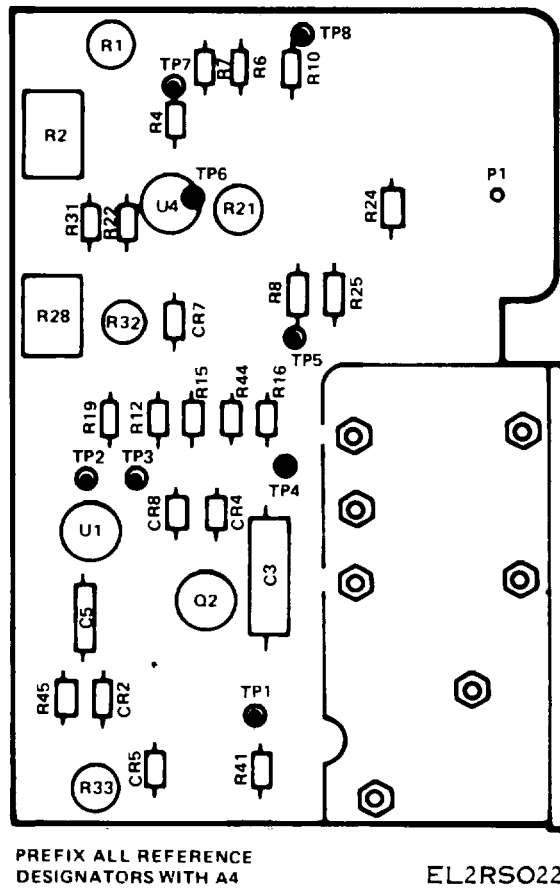 R1
TP8
TP7
R7
R6
R10
R4
R2
TP6
P1
U4
R21
R24
R31
R22
R8
R25
R28
R32
CR7
TP5
R19
R12
R15
R44
R16
TP2
TP3
TP4
CR8
CR4
U1
C3
Q2
C5
R45
CR2
TP1
CR5
R41
R33
PREFIX ALL REFERENCE
DESIGNATORS WITH A4
EL2RS022